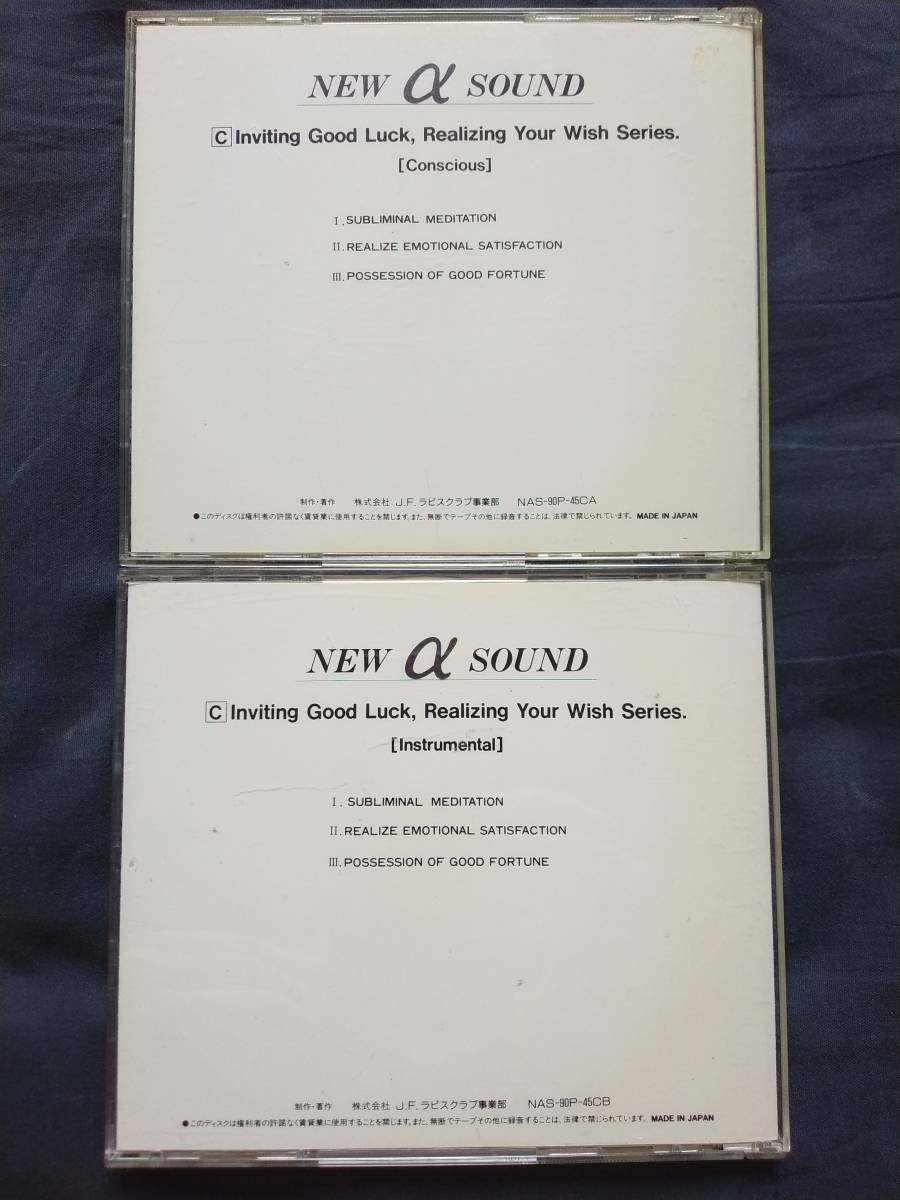 NEW α SOUND
C Inviting Good Luck, Realizing Your Wish Series.
[Conscious]
I. SUBLIMINAL MEDITATION
II. REALIZE EMOTIONAL SATISFACTION
III. POSSESSION OF GOOD FORTUNE
制作・著作 株式会社 J.F.ラビスクラブ事業部 NAS-90P-45CA
●このディスクは権利者の許諾なく賃貸業に使用することを禁じます。また、無断でテープその他に録音することは、法律で禁じられています。 MADE IN JAPAN
NEW α SOUND
C Inviting Good Luck, Realizing Your Wish Series.
[Instrumental]
I. SUBLIMINAL MEDITATION
II. REALIZE EMOTIONAL SATISFACTION
III. POSSESSION OF GOOD FORTUNE
制作・著作 株式会社 J.F.ラビスクラブ事業部 NAS-90P-45CB
●このディスクは権利者の許諾なく賃貸業に使用することを禁じます。また、無断でテープその他に録音することは、法律で禁じられています。 MADE IN JAPAN